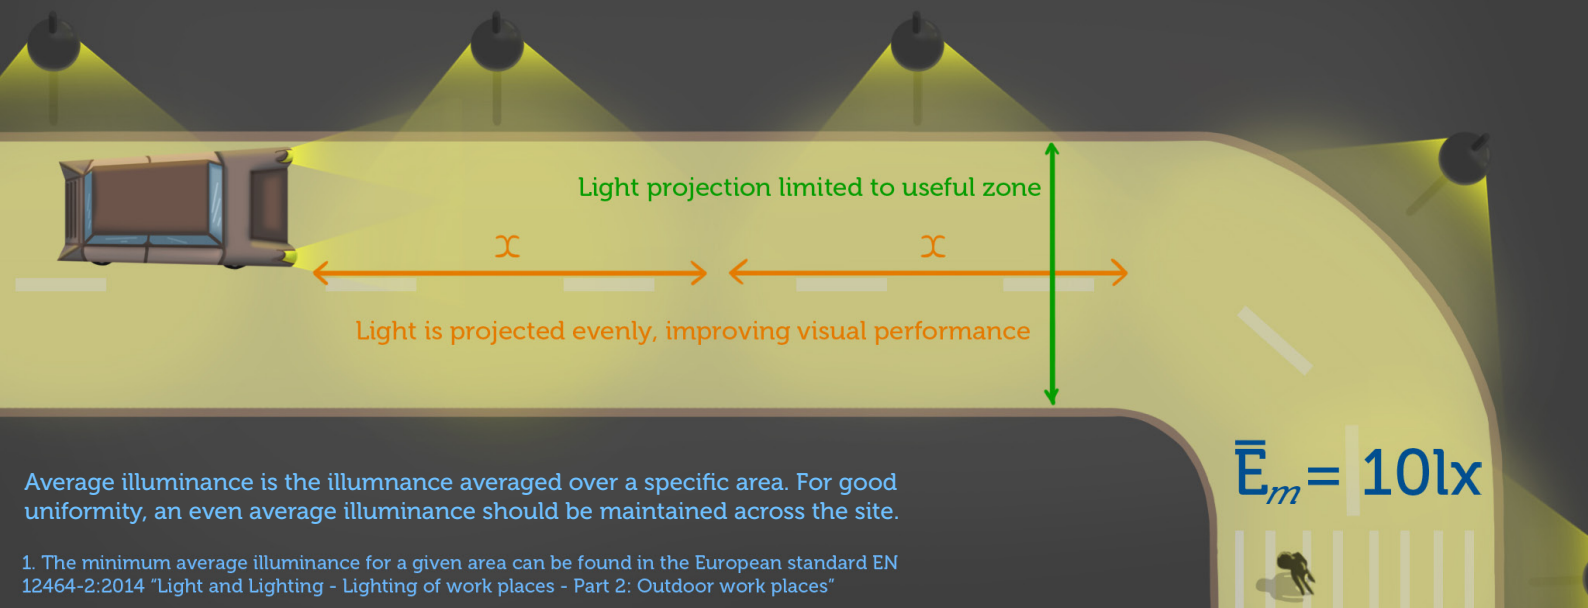 Light projection limited to useful zone
x
x
Light is projected evenly, improving visual performance
Ēm = 10lx
Average illuminance is the illumnance averaged over a specific area. For good
uniformity, an even average illuminance should be maintained across the site.
1. The minimum average illuminance for a given area can be found in the European standard EN
12464-2:2014 “Light and Lighting - Lighting of work places - Part 2: Outdoor work places”